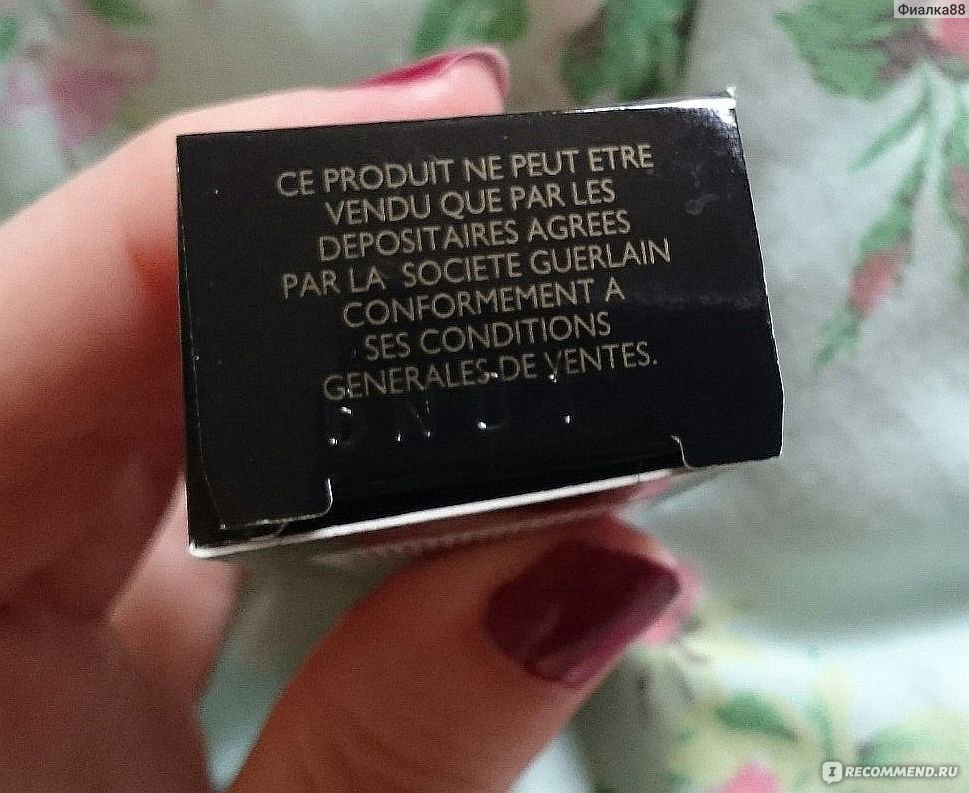 Фиалка88
CE PRODUIT NE PEUT ETRE
VENDU QUE PAR LES
DEPOSITAIRES AGREES
PAR LA SOCIETE GUERLAIN
CONFORMEMENT A
SES CONDITIONS
GENERALES DE VENTES.
IRECOMMEND.RU